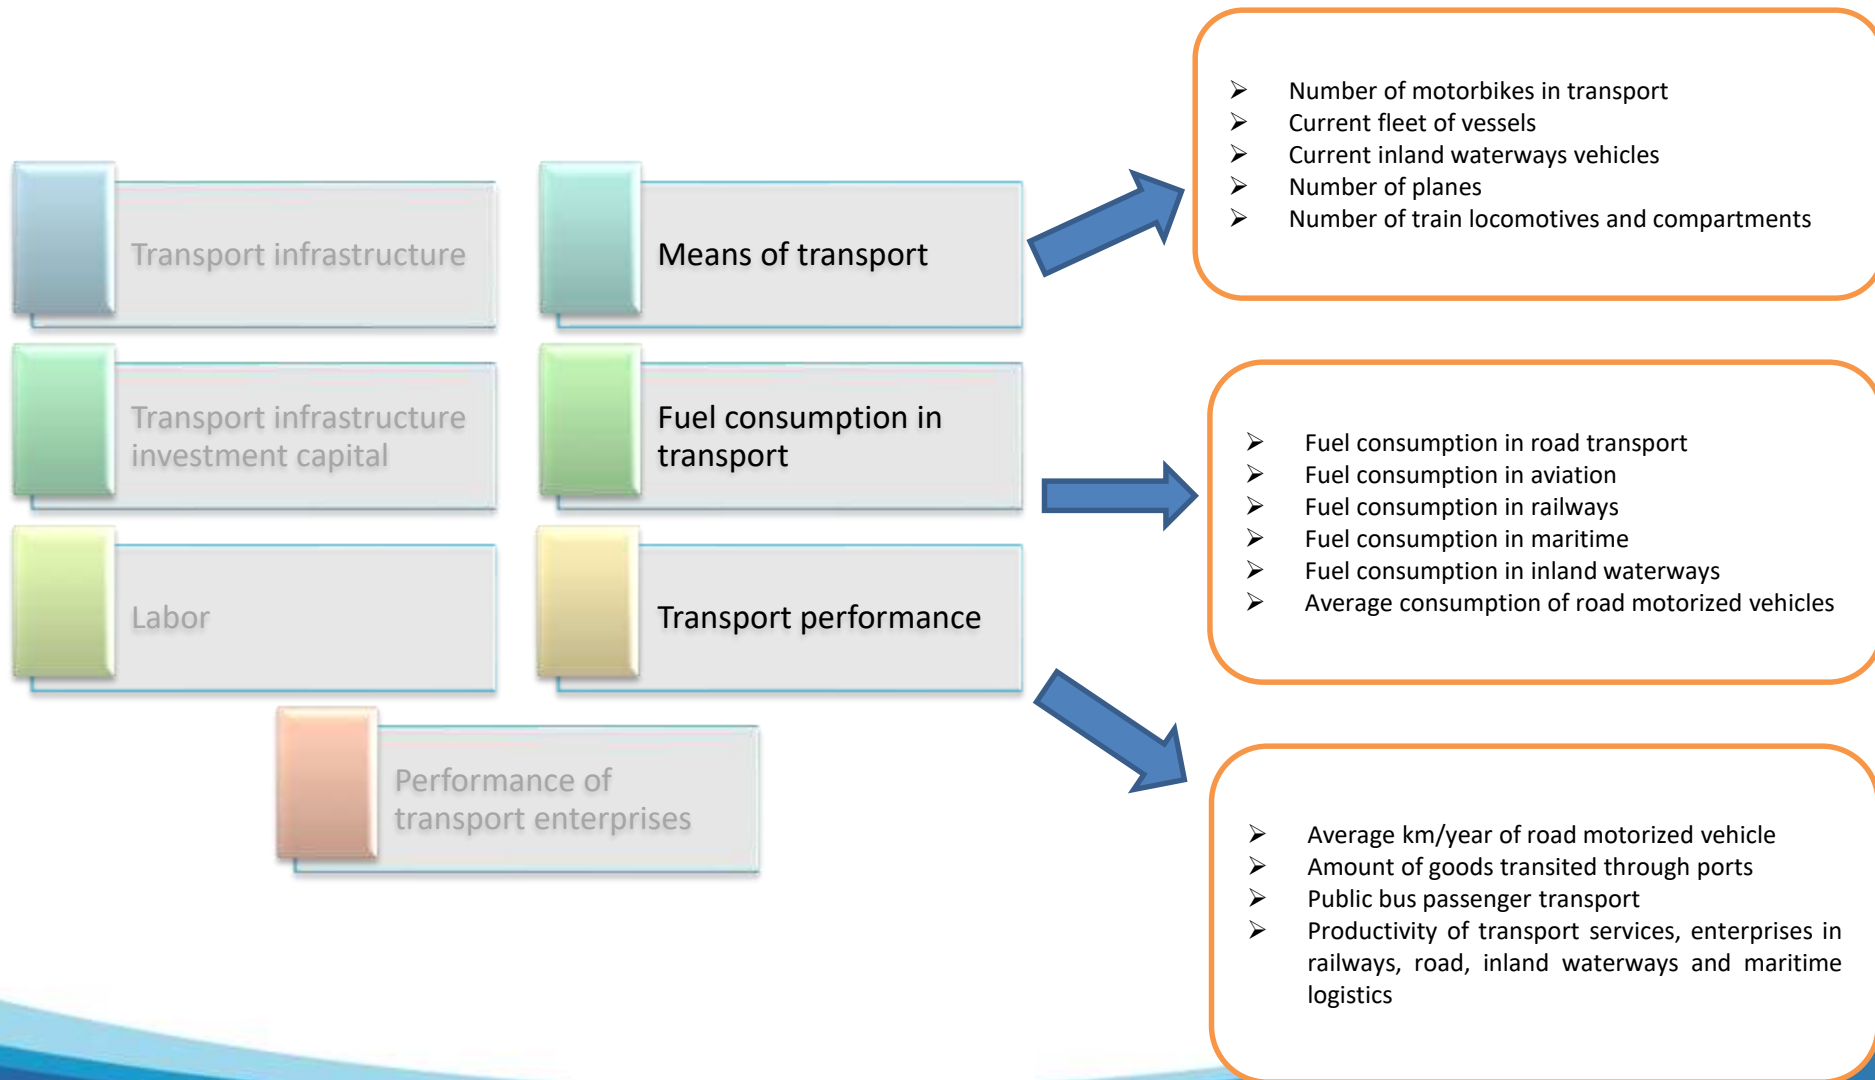 Transport infrastructure
Means of transport
Transport infrastructure
investment capital
Fuel consumption in
transport
Labor
Transport performance
Performance of
transport enterprises
➢ Number of motorbikes in transport
➢ Current fleet of vessels
➢ Current inland waterways vehicles
➢ Number of planes
➢ Number of train locomotives and compartments
➢ Fuel consumption in road transport
➢ Fuel consumption in aviation
➢ Fuel consumption in railways
➢ Fuel consumption in maritime
➢ Fuel consumption in inland waterways
➢ Average consumption of road motorized vehicles
➢ Average km/year of road motorized vehicle
➢ Amount of goods transited through ports
➢ Public bus passenger transport
➢ Productivity of transport services, enterprises in
railways, road, inland waterways and maritime
logistics